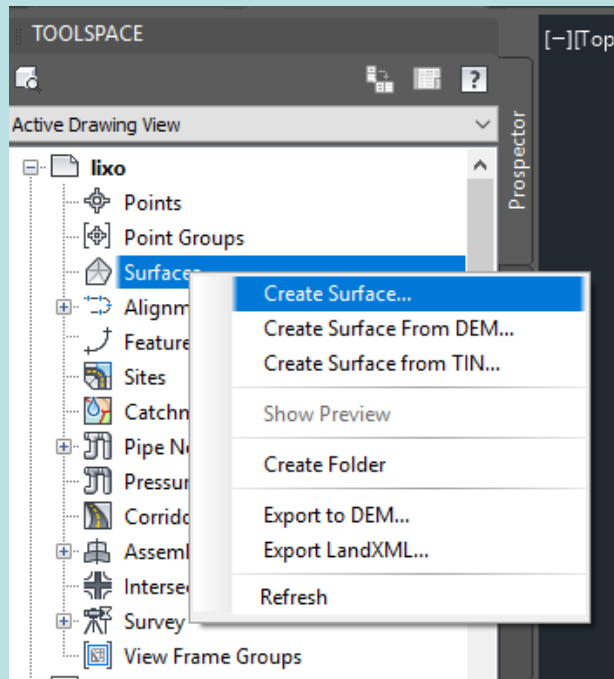 TOOLSPACE
[−][Top
?
Active Drawing View
Prospector
lixo
Points
Point Groups
Surfaces
Create Surface...
Create Surface From DEM...
Create Surface from TIN...
Show Preview
Create Folder
Export to DEM...
Export LandXML...
Refresh
Alignm
Feature
Sites
Catchn
Pipe Ne
Pressur
Corrido
Asseml
Interse
Survey
View Frame Groups